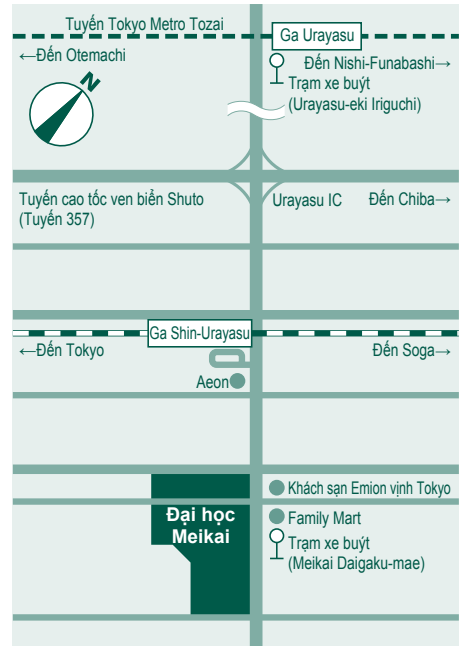 Tuyến Tokyo Metro Tozai
Ga Urayasu
←Đến Otemachi
Đến Nishi-Funabashi→
N
Trạm xe buýt
(Urayasu-eki Iriguchi)
Tuyến cao tốc ven biển Shuto
(Tuyến 357)
Urayasu IC
Đến Chiba→
Ga Shin-Urayasu
←Đến Tokyo
Đến Soga→
Aeon
Khách sạn Emion vịnh Tokyo
Đại học
Meikai
Family Mart
Trạm xe buýt
(Meikai Daigaku-mae)